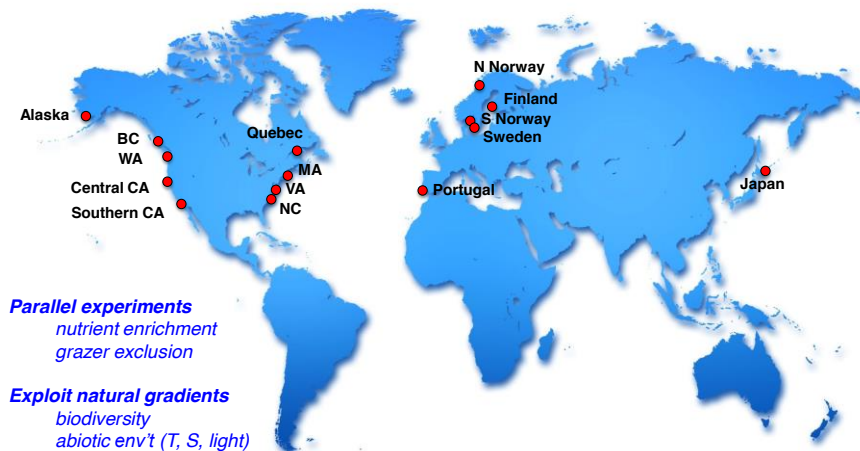 N Norway
Alaska
Finland
S Norway
BC
Quebec
Sweden
WA
MA
Central CA
VA
Portugal
Japan
Southern CA
NC
Parallel experiments
nutrient enrichment
grazer exclusion
Exploit natural gradients
biodiversity
abiotic env't (T, S, light)